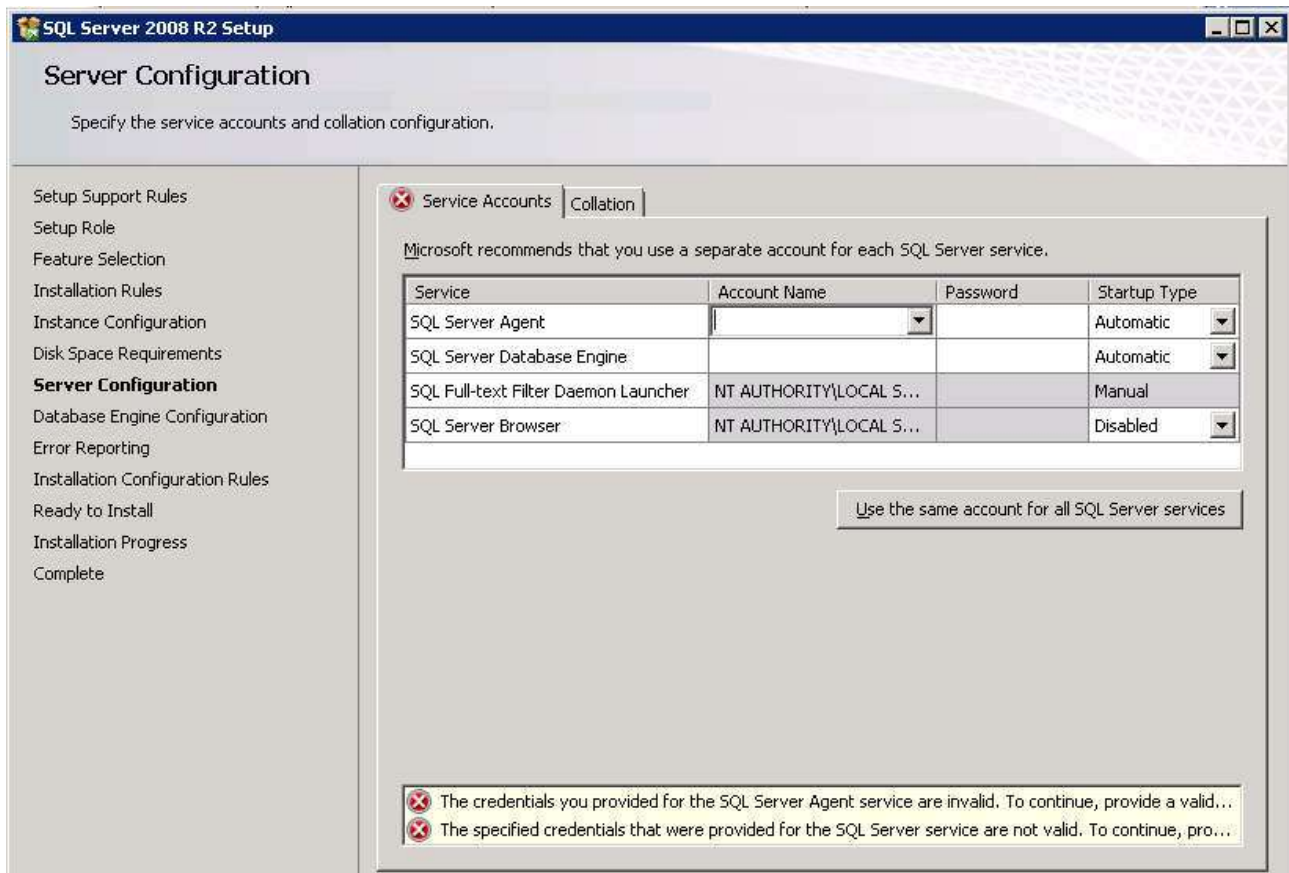 SQL Server 2008 R2 Setup
Server Configuration
Specify the service accounts and collation configuration.
Setup Support Rules
Setup Role
Feature Selection
Installation Rules
Instance Configuration
Disk Space Requirements
Server Configuration
Database Engine Configuration
Error Reporting
Installation Configuration Rules
Ready to Install
Installation Progress
Complete
Service Accounts Collation
Microsoft recommends that you use a separate account for each SQL Server service.
Service Account Name Password Startup Type
SQL Server Agent Automatic
SQL Server Database Engine Automatic
SQL Full-text Filter Daemon Launcher NT AUTHORITY\LOCAL S... Manual
SQL Server Browser NT AUTHORITY\LOCAL S... Disabled
Use the same account for all SQL Server services
The credentials you provided for the SQL Server Agent service are invalid. To continue, provide a valid...
The specified credentials that were provided for the SQL Server service are not valid. To continue, pro...